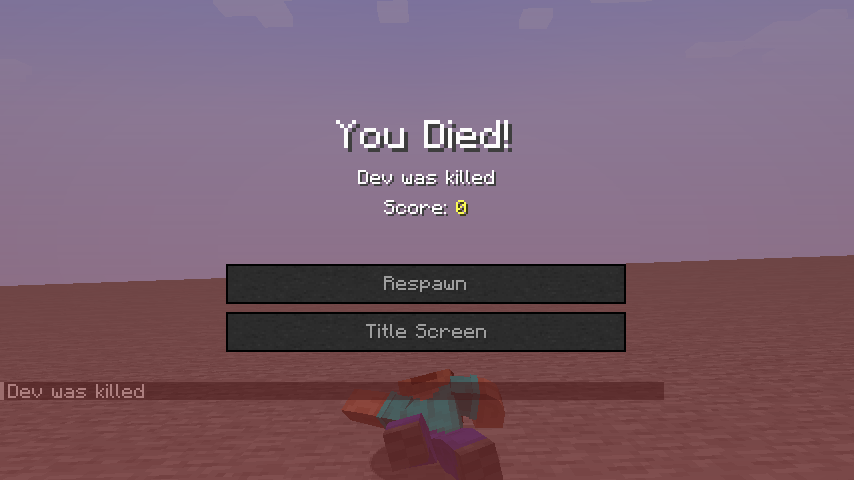 You Died!
Dev was killed
Score: 0
Respawn
Title Screen
Dev was killed